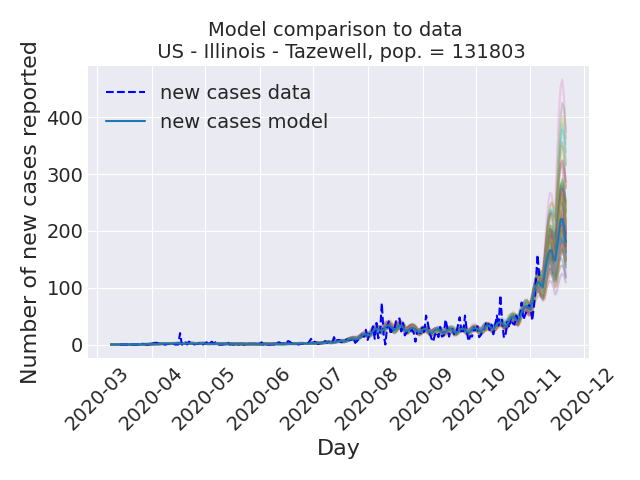 Model comparison to data
US - Illinois - Tazewell, pop. = 131803
Number of new cases reported
new cases data
new cases model
400
300
200
100
0
2020-03
2020-04
2020-05
2020-06
2020-07
2020-08
2020-09
2020-10
2020-11
2020-12
Day